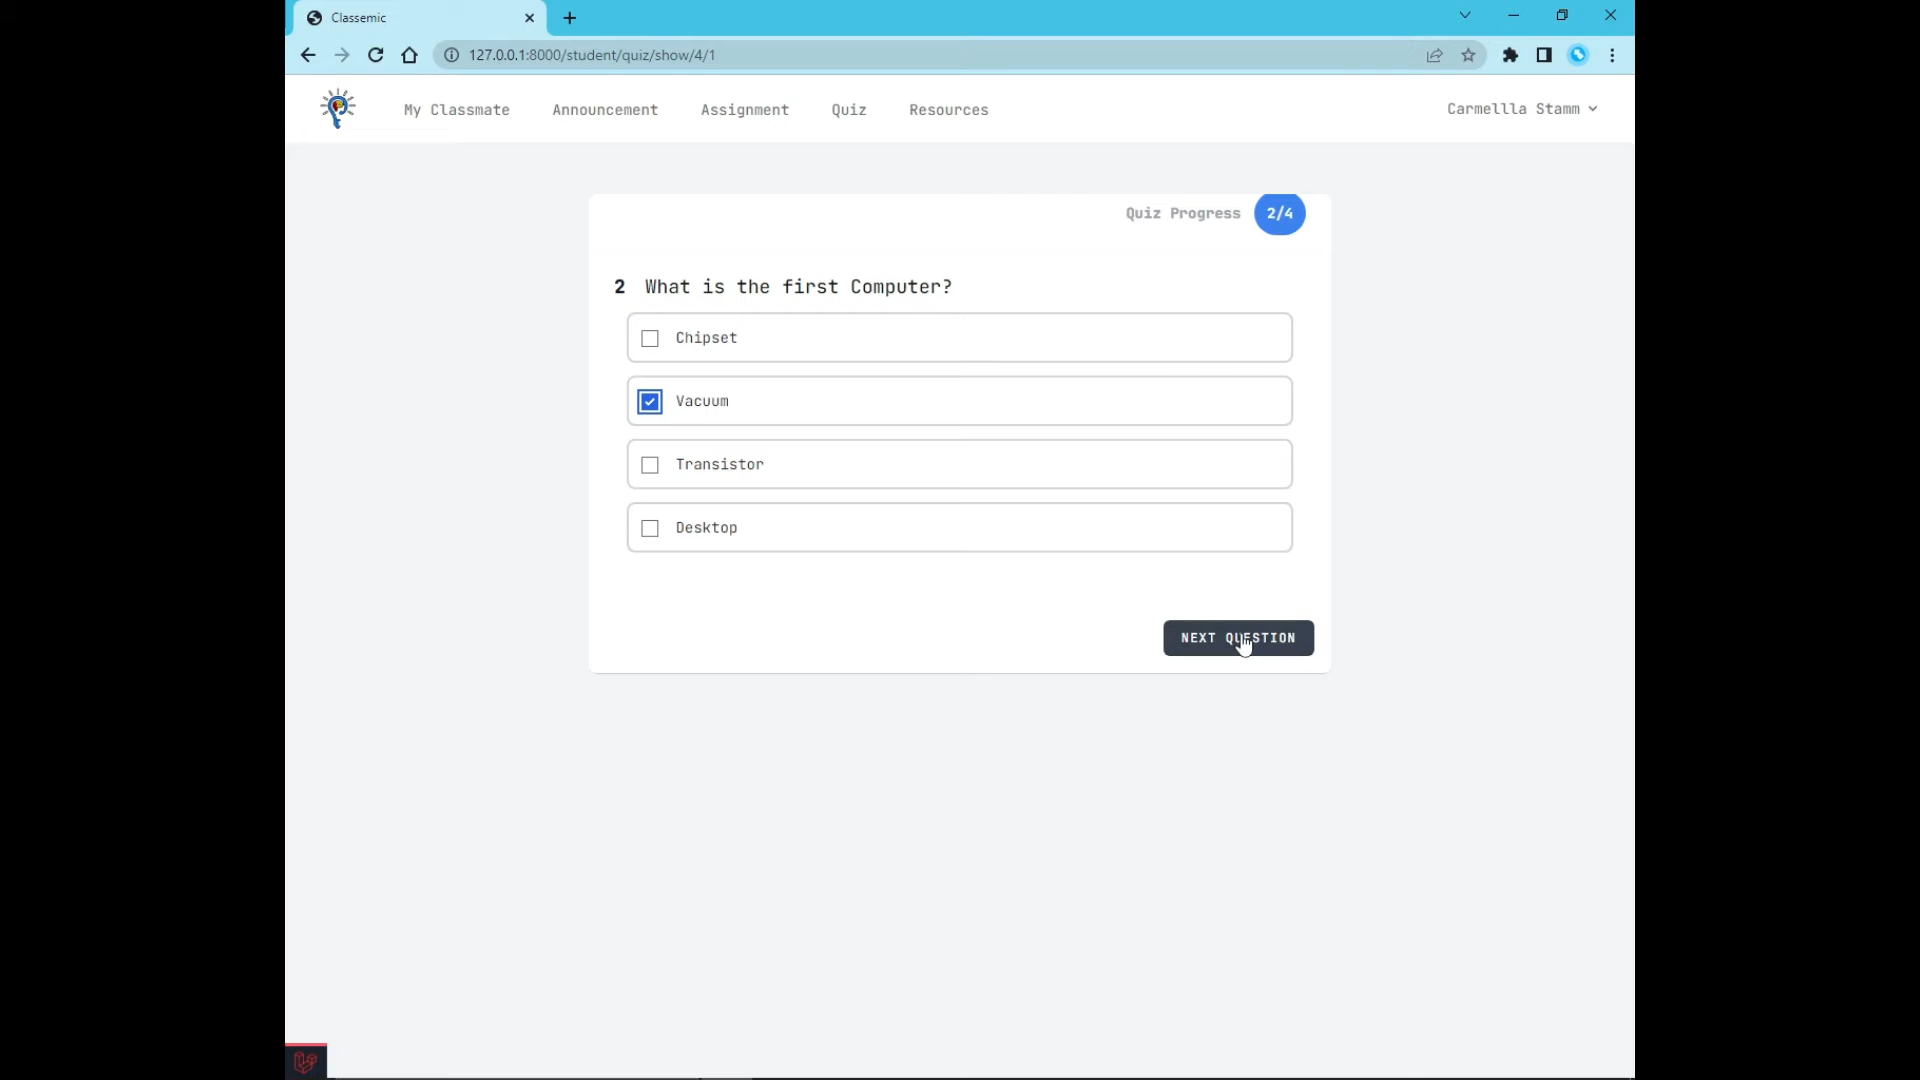 Classemic
127.0.0.1:8000/student/quiz/show/4/1
My Classmate Announcement Assignment Quiz Resources Carmellla Stamm
Quiz Progress 2/4
2 What is the first Computer?
Chipset
Vacuum
Transistor
Desktop
NEXT QUESTION